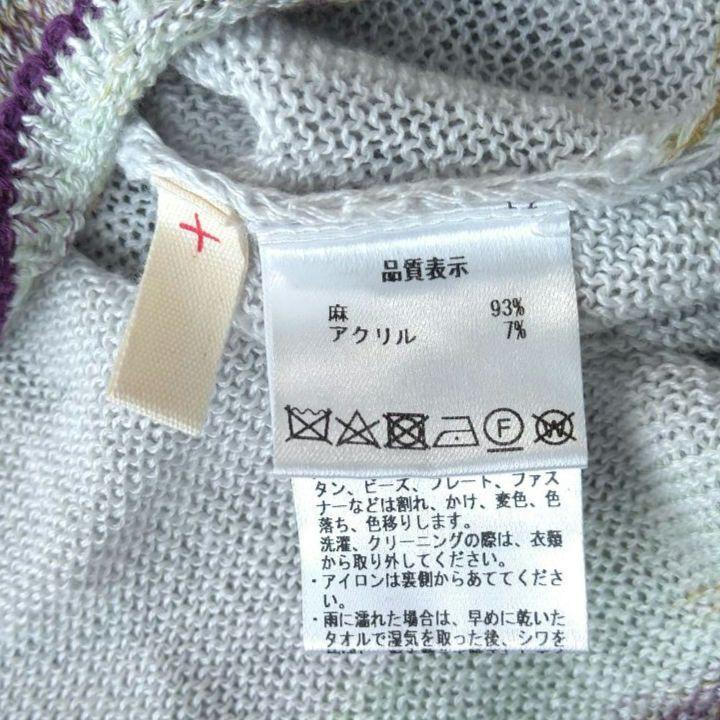 品質表示
麻 93%
アクリル 7%
F W
タン、ビーズ、プレート、ファス
ナーなどは割れ、かけ、変色、色
落ち、色移りします。
洗濯、クリーニングの際は、衣類
から取り外してください。
・アイロンは裏側からあててくださ
い。
・雨に濡れた場合は、早めに乾いた
タオルで湿気を取った後、シワを